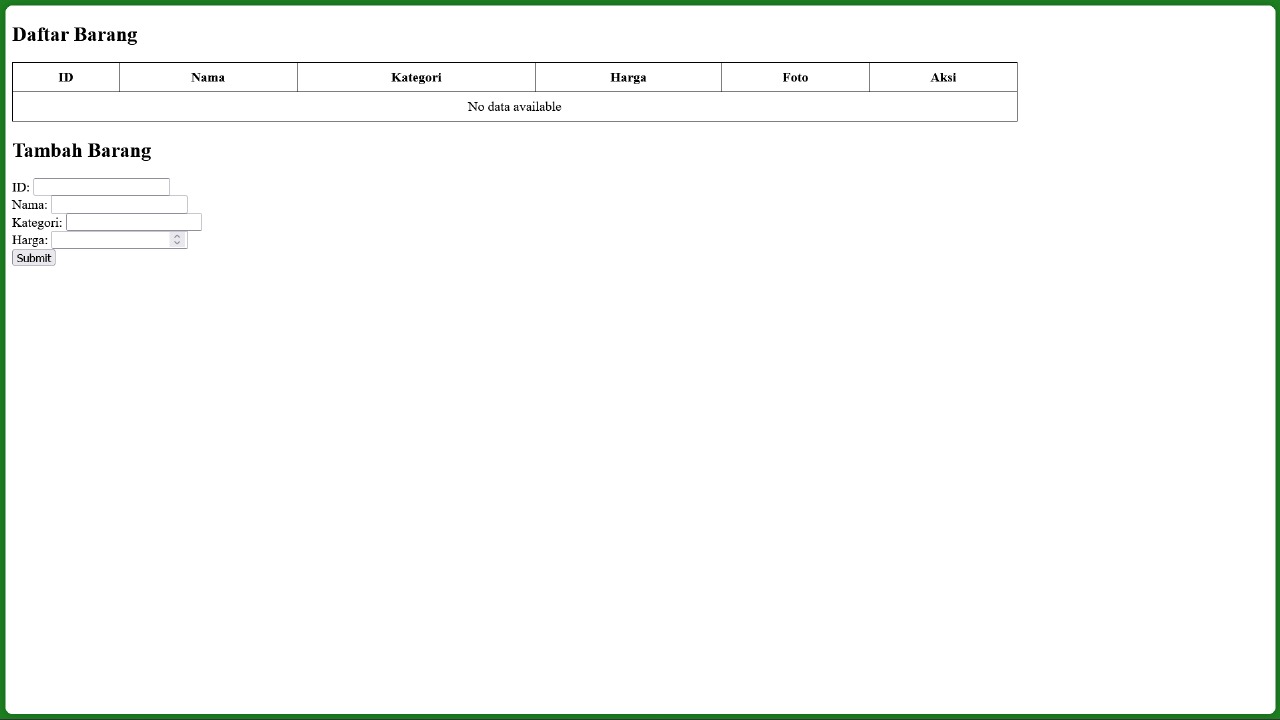 Daftar Barang
ID Nama Kategori Harga Foto Aksi
No data available
Tambah Barang
ID:
Nama:
Kategori:
Harga:
Submit